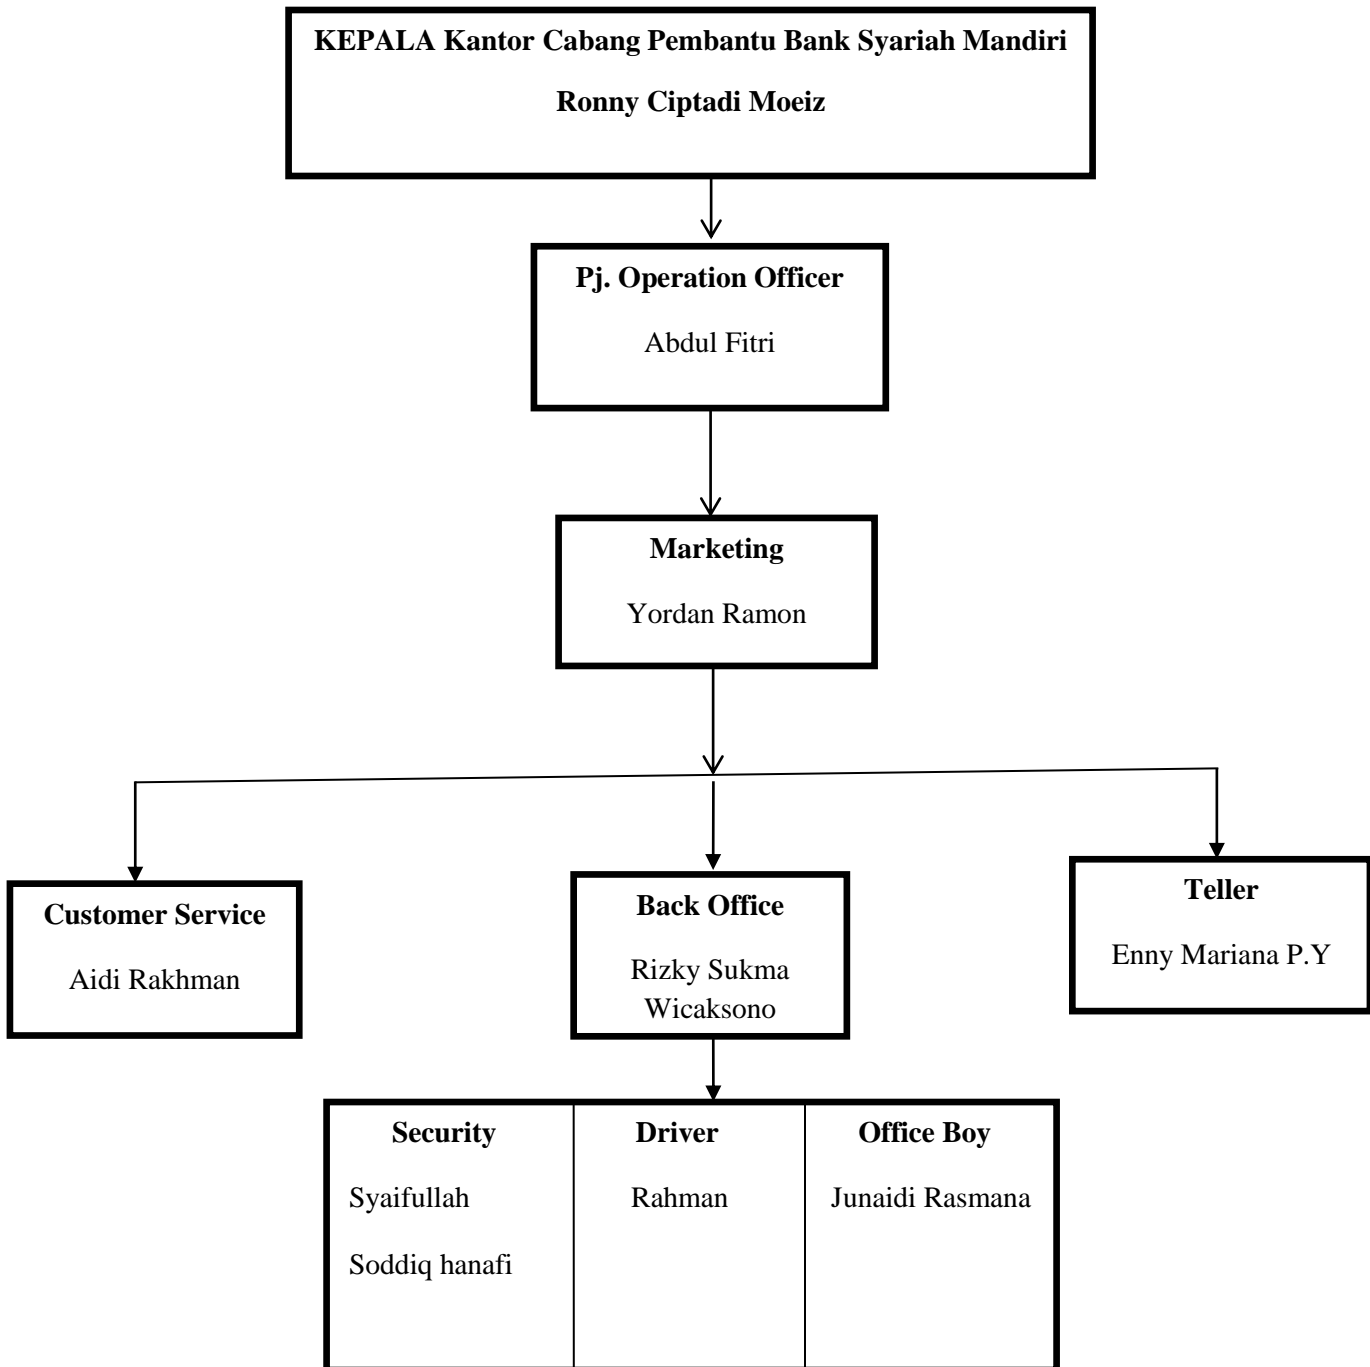 KEPALA Kantor Cabang Pembantu Bank Syariah Mandiri
Ronny Ciptadi Moeiz
Pj. Operation Officer
Abdul Fitri
Marketing
Yordan Ramon
Customer Service
Aidi Rakhman
Back Office
Rizky Sukma
Wicaksono
Teller
Enny Mariana P.Y
Security
Syaifullah
Soddiq hanafi
Driver
Rahman
Office Boy
Junaidi Rasmana